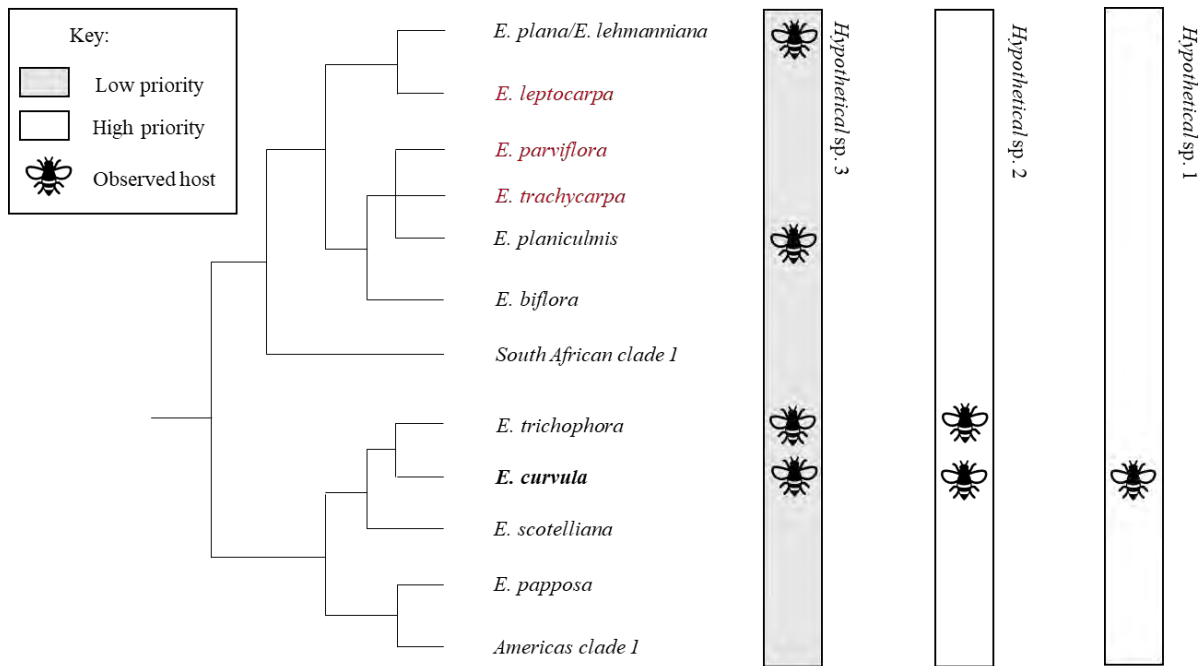 Key:
Low priority
High priority
Observed host
E. plana/E. lehmanniana
E. leptocarpa
E. parviflora
E. trachycarpa
E. planiculmis
E. biflora
South African clade 1
E. trichophora
E. curvula
E. scotelliana
E. papposa
Americas clade 1
Hypothetical sp. 3
Hypothetical sp. 2
Hypothetical sp. 1